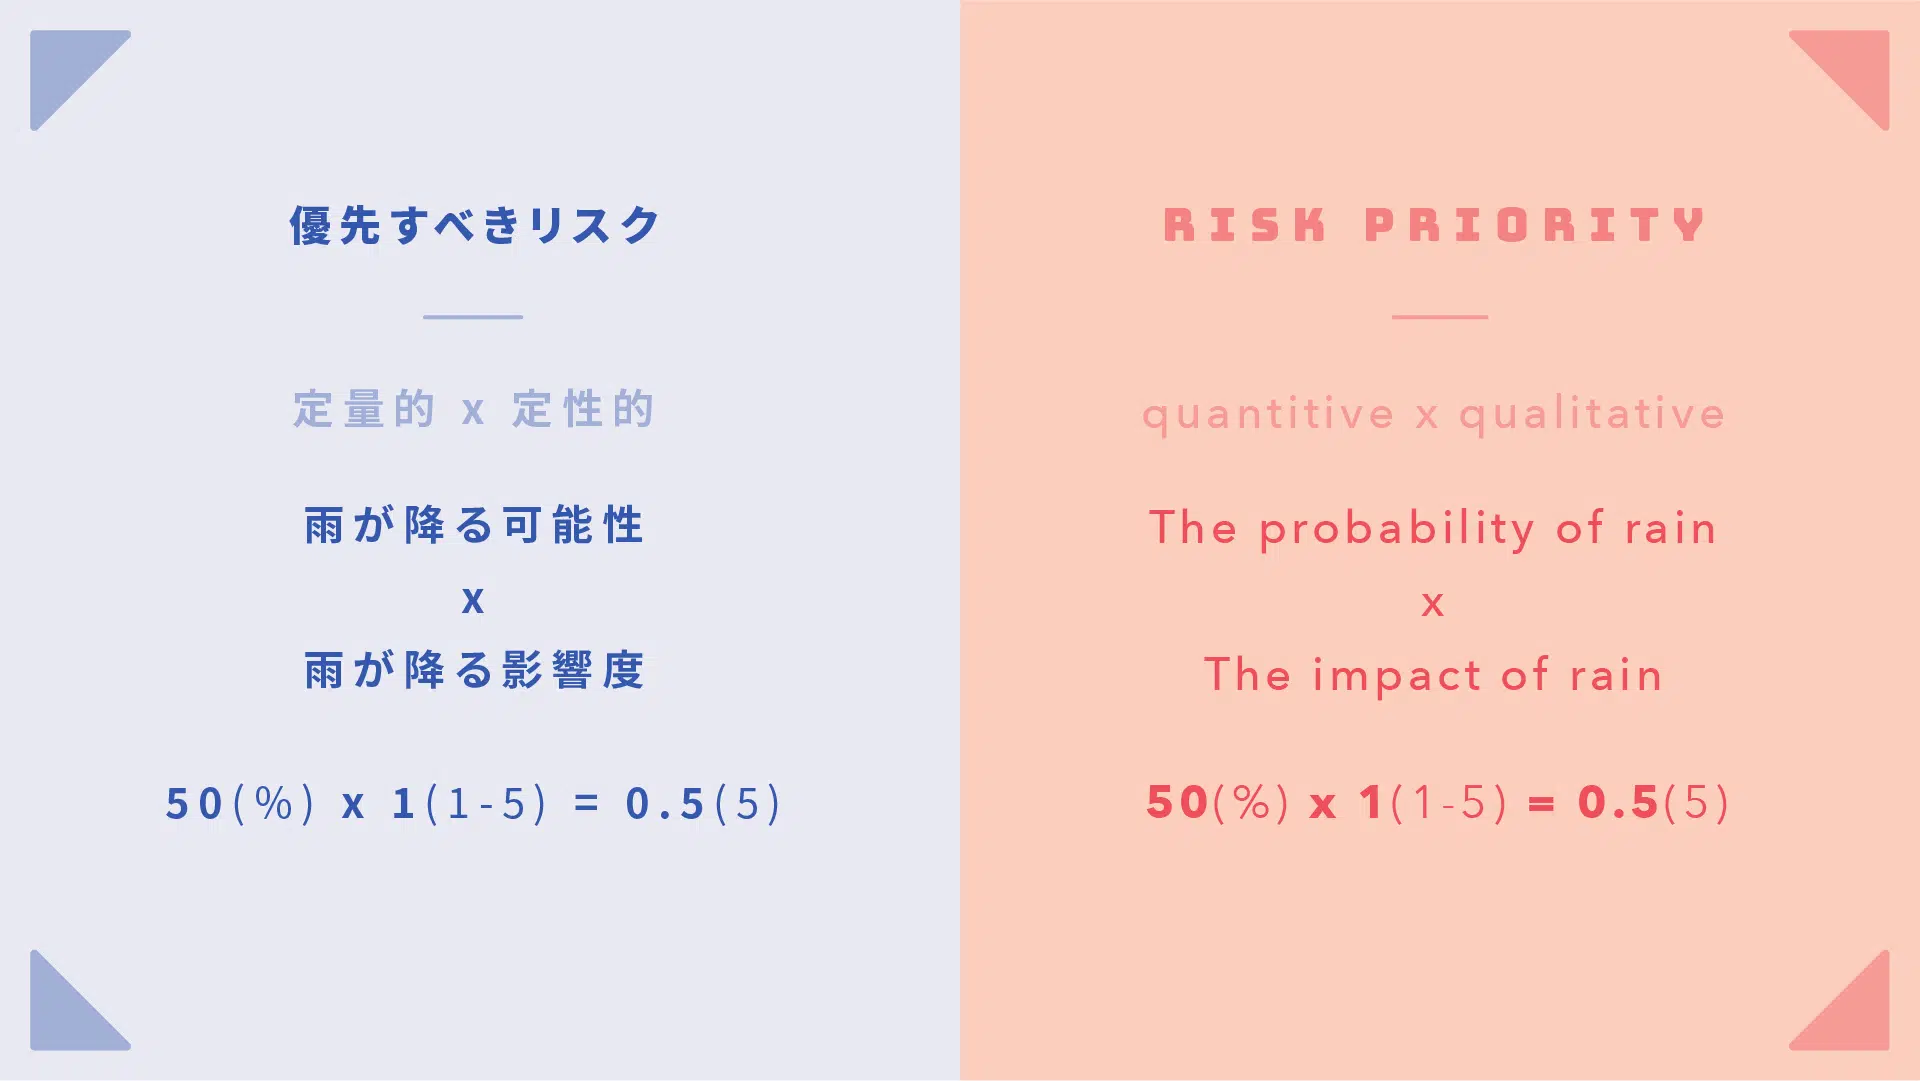 優先すべきリスク
定量的 x 定性的
雨が降る可能性
x
雨が降る影響度
50(%) x 1(1-5) = 0.5(5)
RISK PRIORITY
quantitive x qualitative
The probability of rain
x
The impact of rain
50(%) x 1(1-5) = 0.5(5)